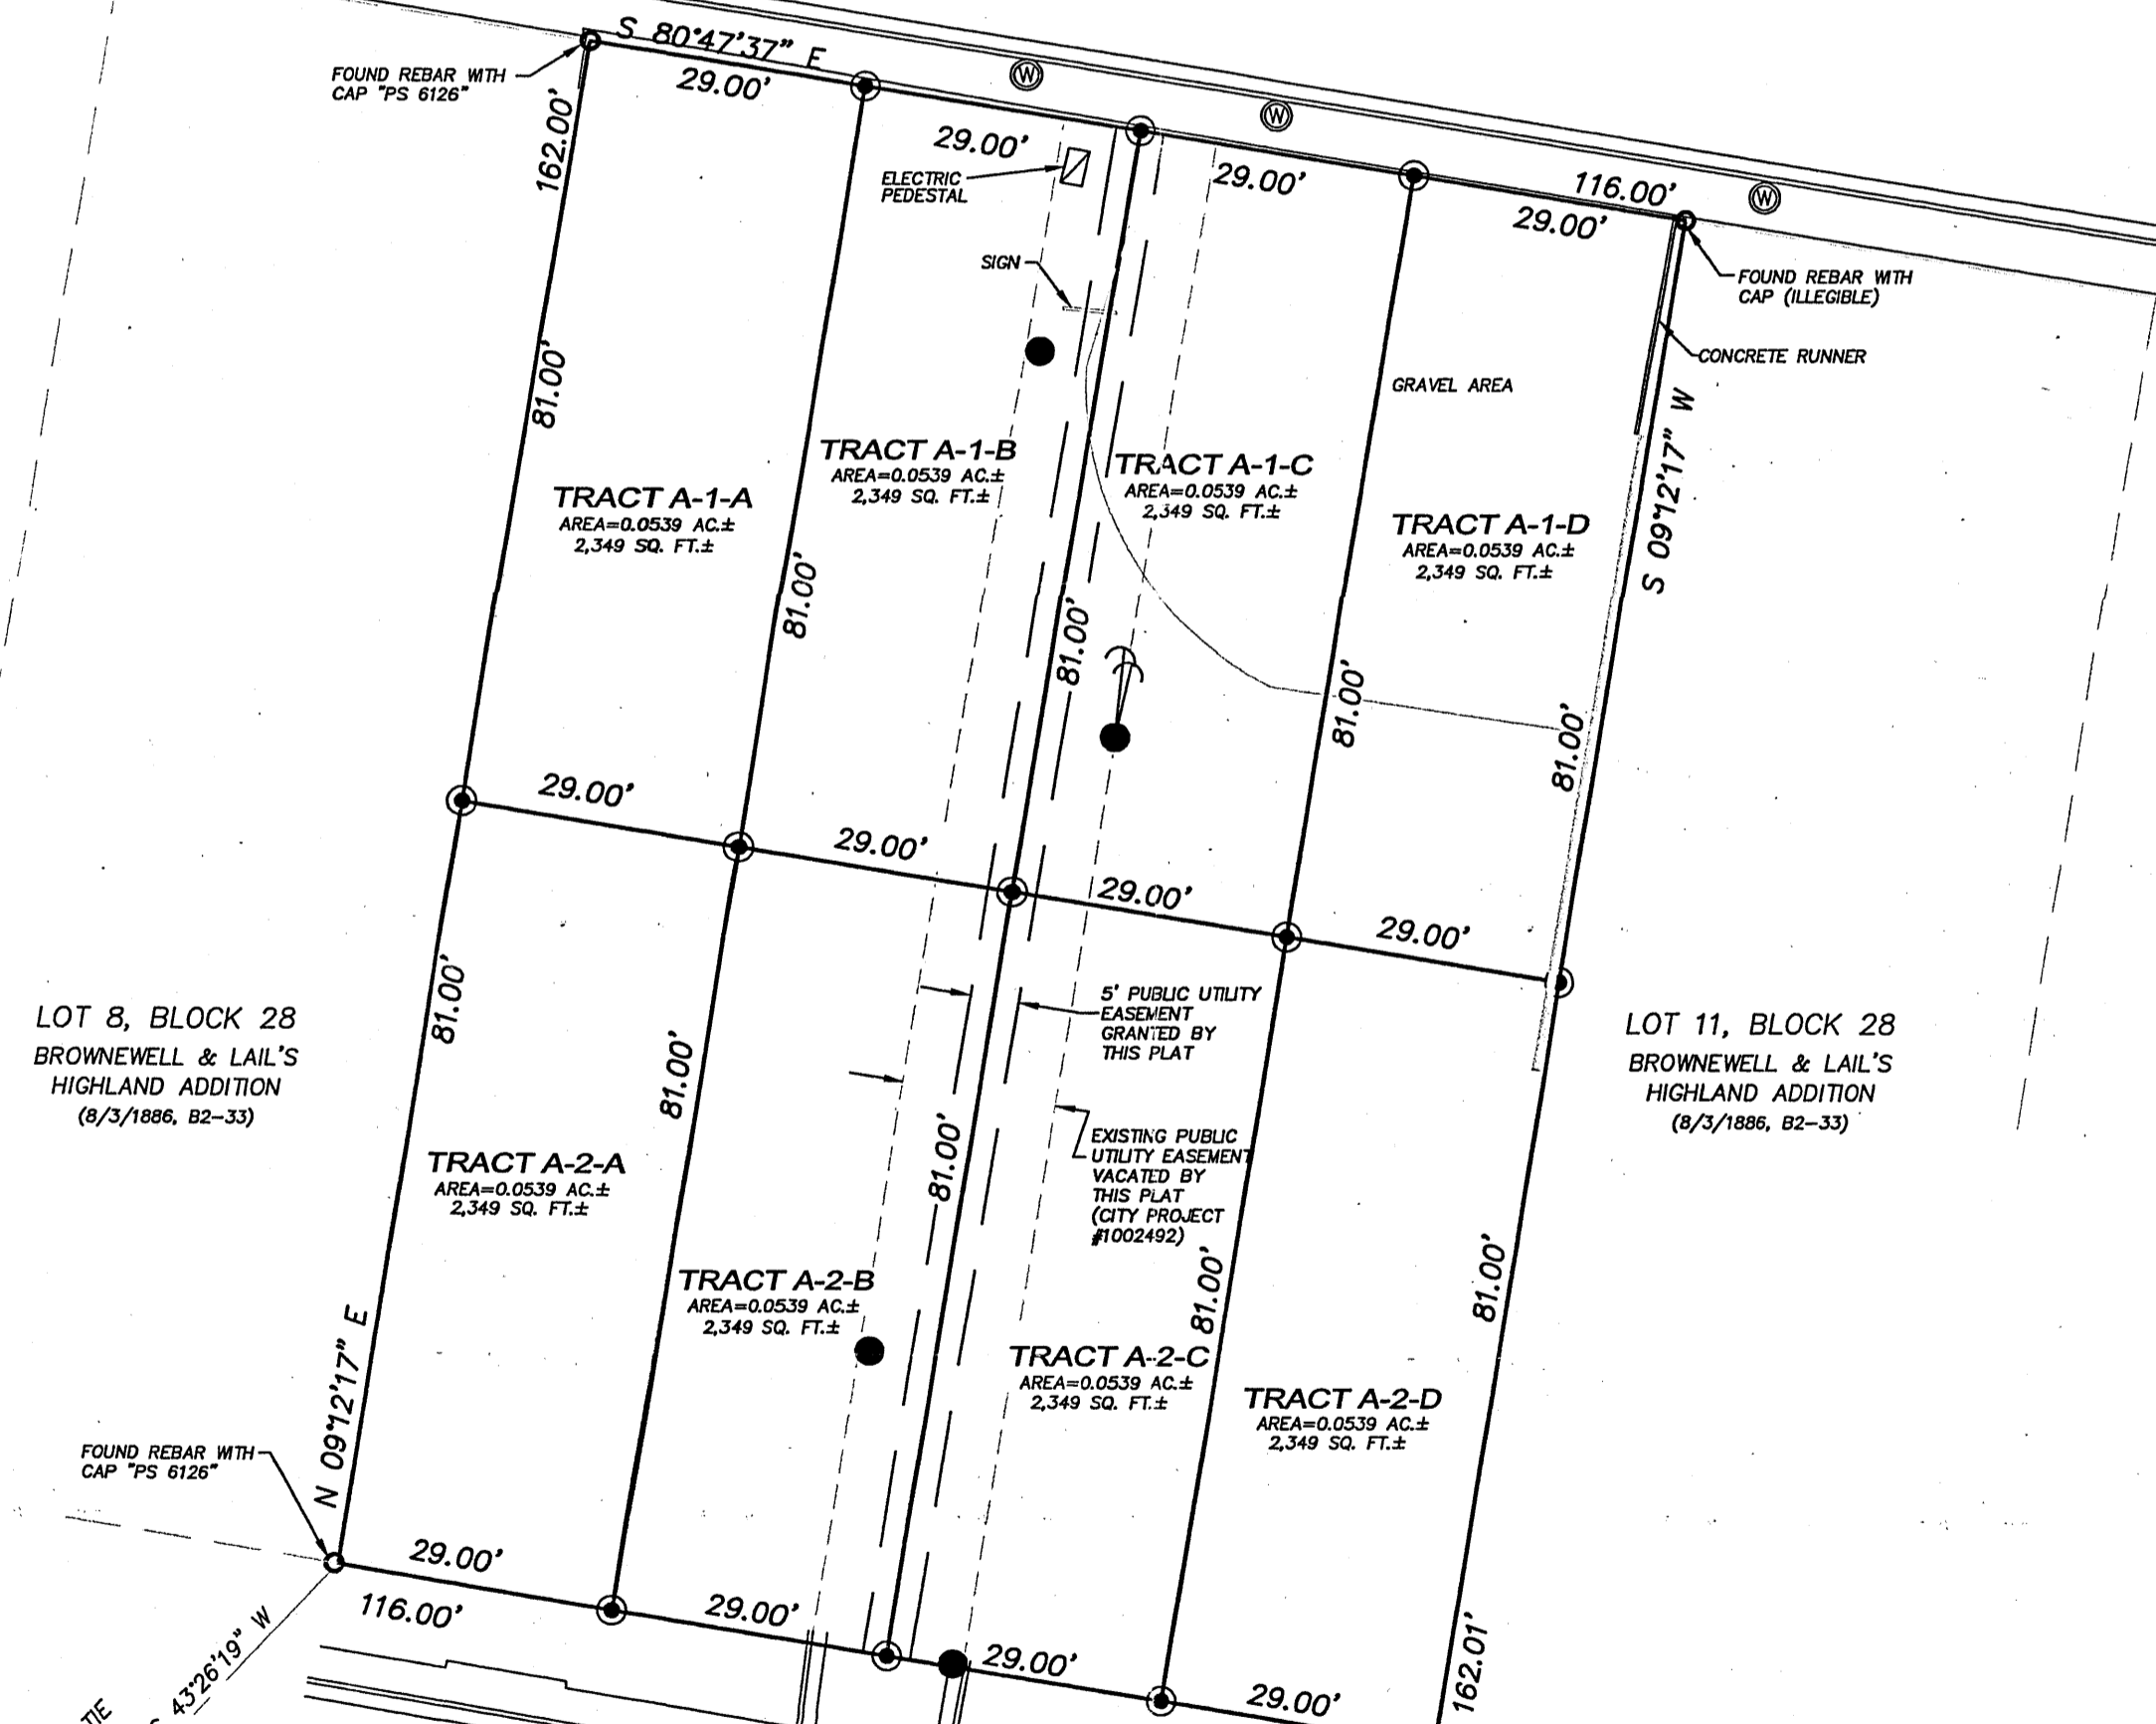 S 80°47'37" E
FOUND REBAR WITH
CAP "PS 6126"
29.00'
162.00'
W
W
W
29.00'
ELECTRIC
PEDESTAL
29.00'
116.00'
29.00'
SIGN
FOUND REBAR WITH
CAP (ILLEGIBLE)
CONCRETE RUNNER
GRAVEL AREA
81.00'
S 09°12'17" W
TRACT A-1-A
AREA=0.0539 AC.±
2,349 SQ. FT.±
TRACT A-1-B
AREA=0.0539 AC.±
2,349 SQ. FT.±
TRACT A-1-C
AREA=0.0539 AC.±
2,349 SQ. FT.±
TRACT A-1-D
AREA=0.0539 AC.±
2,349 SQ. FT.±
81.00'
81.00'
81.00'
81.00'
29.00'
29.00'
29.00'
29.00'
LOT 8, BLOCK 28
BROWNEWELL & LAIL'S
HIGHLAND ADDITION
(8/3/1886, B2-33)
81.00'
81.00'
5' PUBLIC UTILITY
EASEMENT
GRANTED BY
THIS PLAT
LOT 11, BLOCK 28
BROWNEWELL & LAIL'S
HIGHLAND ADDITION
(8/3/1886, B2-33)
81.00'
EXISTING PUBLIC
UTILITY EASEMENT
VACATED BY
THIS PLAT
(CITY PROJECT
#1002492)
TRACT A-2-A
AREA=0.0539 AC.±
2,349 SQ. FT.±
TRACT A-2-B
AREA=0.0539 AC.±
2,349 SQ. FT.±
81.00'
81.00'
TRACT A-2-C
AREA=0.0539 AC.±
2,349 SQ. FT.±
TRACT A-2-D
AREA=0.0539 AC.±
2,349 SQ. FT.±
N 09°12'17" E
FOUND REBAR WITH
CAP "PS 6126"
29.00'
116.00'
29.00'
29.00'
29.00'
162.01'
43°26'19" W
TIE